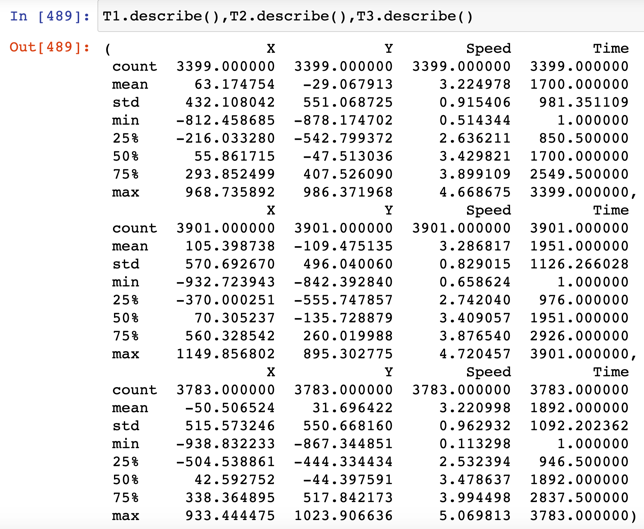 In [489]: T1.describe(),T2.describe(),T3.describe()
Out[489]: ( X Y Speed Time
count 3399.000000 3399.000000 3399.000000 3399.000000
mean 63.174754 -29.067913 3.224978 1700.000000
std 432.108042 551.068725 0.915406 981.351109
min -812.458685 -878.174702 0.514344 1.000000
25% -216.033280 -542.799372 2.636211 850.500000
50% 55.861715 -47.513036 3.429821 1700.000000
75% 293.852499 407.526090 3.899109 2549.500000
max 968.735892 986.371968 4.668675 3399.000000,
X Y Speed Time
count 3901.000000 3901.000000 3901.000000 3901.000000
mean 105.398738 -109.475135 3.286817 1951.000000
std 570.692670 496.040060 0.829015 1126.266028
min -932.723943 -842.392840 0.658624 1.000000
25% -370.000251 -555.747857 2.742040 976.000000
50% 70.305237 -135.728879 3.409057 1951.000000
75% 560.328542 260.019988 3.876540 2926.000000
max 1149.856802 895.302775 4.720457 3901.000000,
X Y Speed Time
count 3783.000000 3783.000000 3783.000000 3783.000000
mean -50.506524 31.696422 3.220998 1892.000000
std 515.573246 550.668160 0.962932 1092.202362
min -938.832233 -867.344851 0.113298 1.000000
25% -504.538861 -444.334434 2.532394 946.500000
50% 42.592752 -44.397591 3.478637 1892.000000
75% 338.364895 517.842173 3.994498 2837.500000
max 933.444475 1023.906636 5.069813 3783.000000)